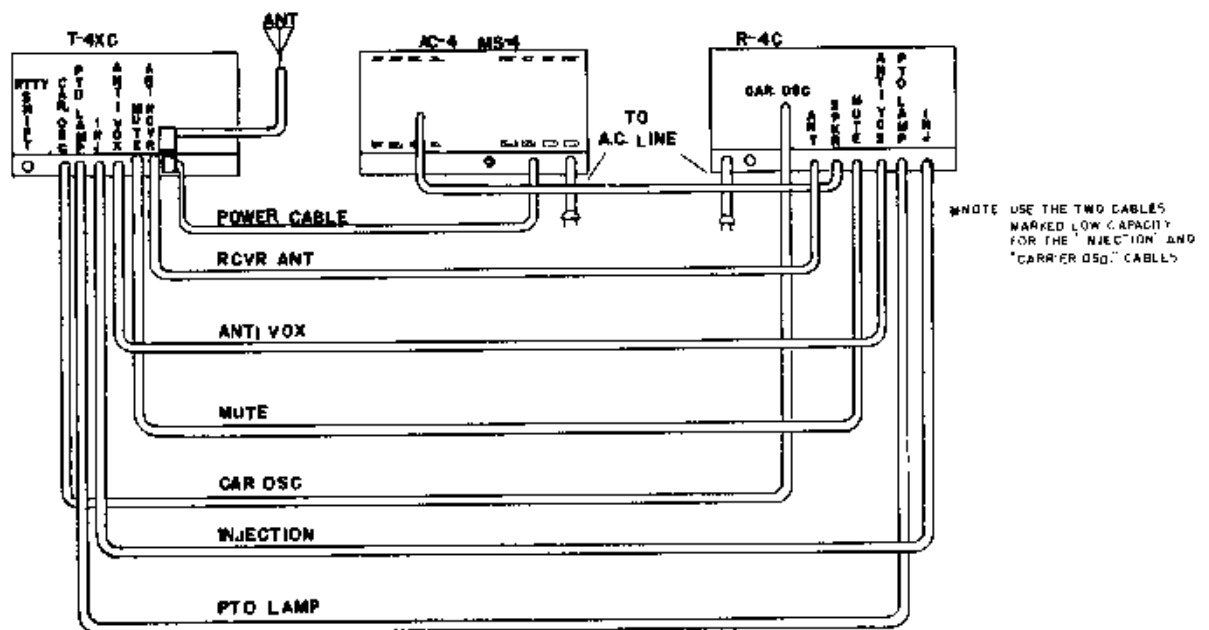 ANT
T-4XC
AC-4 MS-4
R-4C
RTTY SHIFT
CAR OSC
PTO LAMP
INJ
ANTI VOX
MUTE
CAR OSC
ANT
SPKR
MUTE
ANTI VOX
PTO LAMP
INJ
TO
A.C. LINE
POWER CABLE
RCVR ANT
ANTI VOX
MUTE
CAR OSC
INJECTION
PTO LAMP
*NOTE USE THE TWO CABLES
MARKED LOW CAPACITY
FOR THE "INJECTION" AND
"CARRIER OSC." CABLES